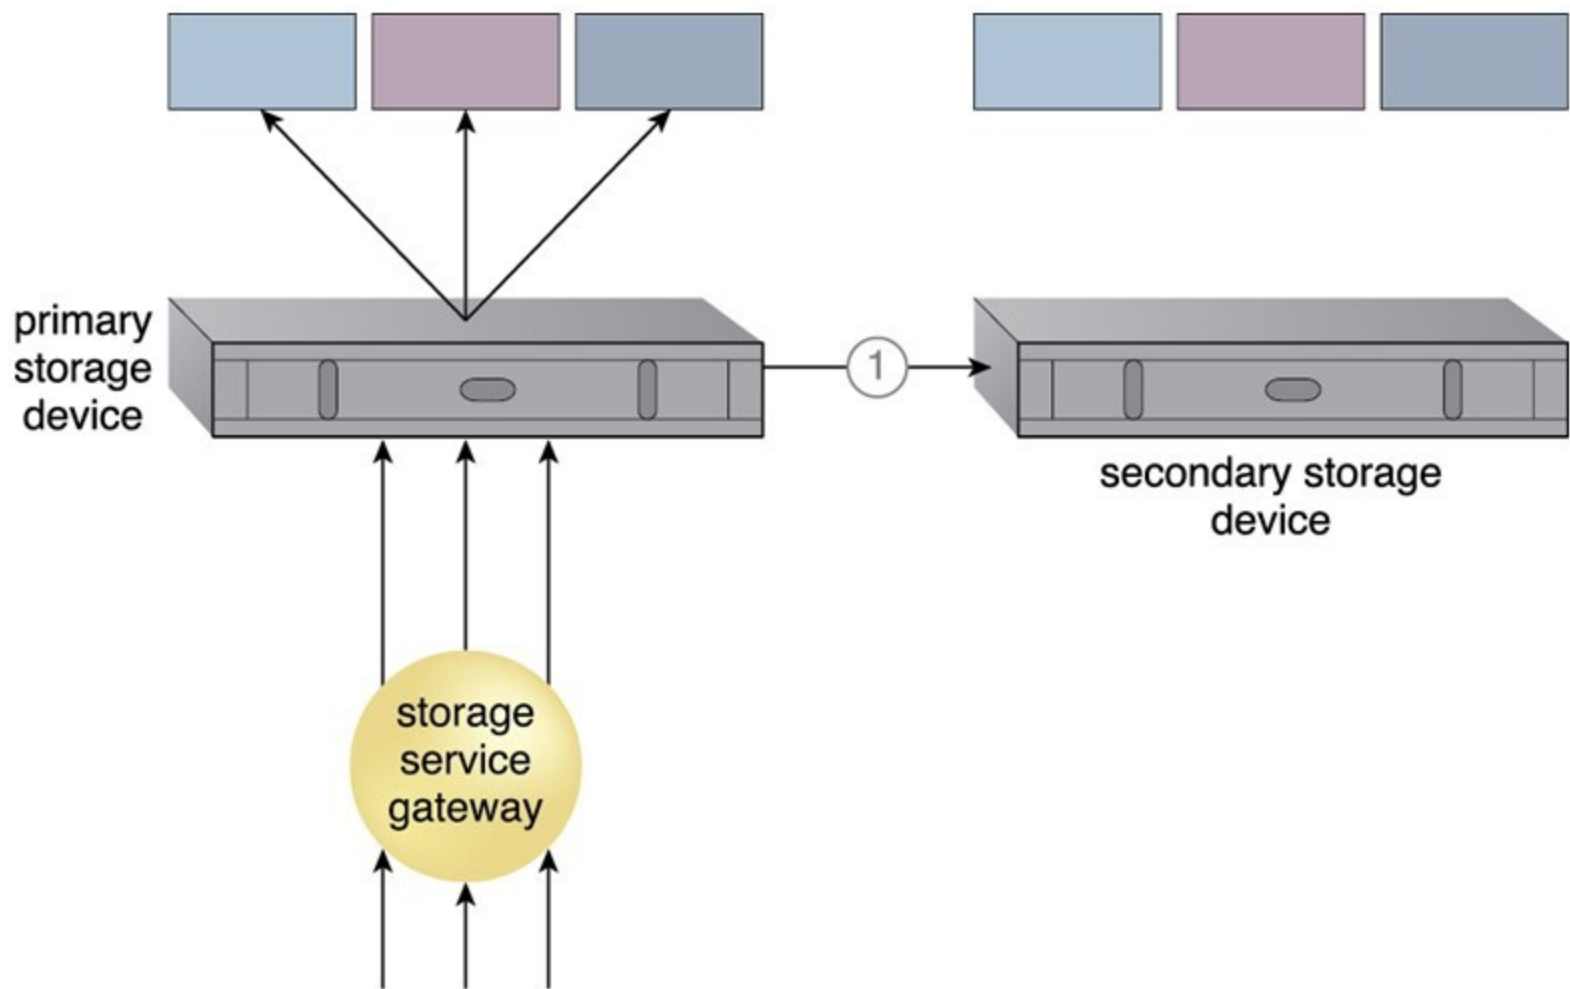 primary
storage
device
1
secondary storage
device
storage
service
gateway